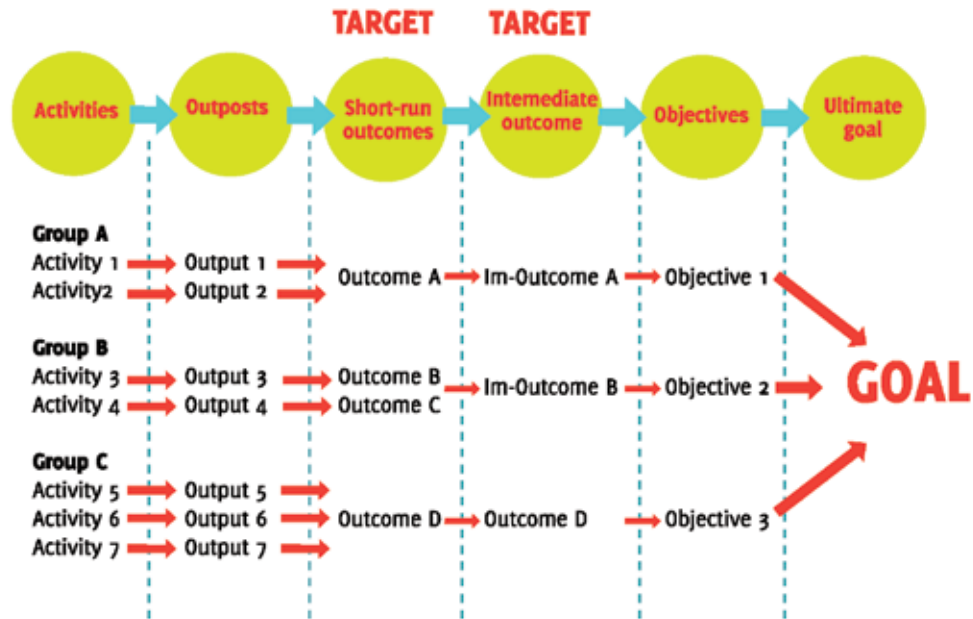 TARGET TARGET
Activities Outposts Short-run outcomes Intemediate outcome Objectives Ultimate goal
Group A
Activity 1 Output 1
Outcome A Im-Outcome A Objective 1
Activity2 Output 2
Group B
Activity 3 Output 3 Outcome B
Im-Outcome B Objective 2 GOAL
Activity 4 Output 4 Outcome C
Group C
Activity 5 Output 5
Activity 6 Output 6 Outcome D Outcome D Objective 3
Activity 7 Output 7